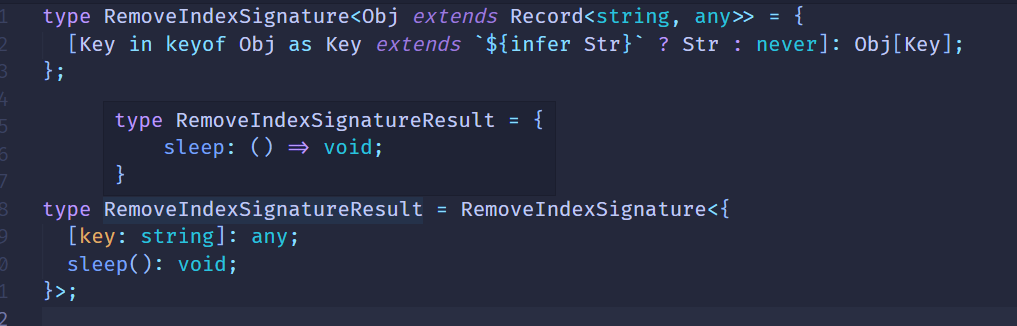 1 type RemoveIndexSignature<Obj extends Record<string, any>> = {
2   [Key in keyof Obj as Key extends `${infer Str}` ? Str : never]: Obj[Key];
3 };
4
5 type RemoveIndexSignatureResult = {
6     sleep: () => void;
7 }
8 type RemoveIndexSignatureResult = RemoveIndexSignature<{
9   [key: string]: any;
0   sleep(): void;
1 }>;
2